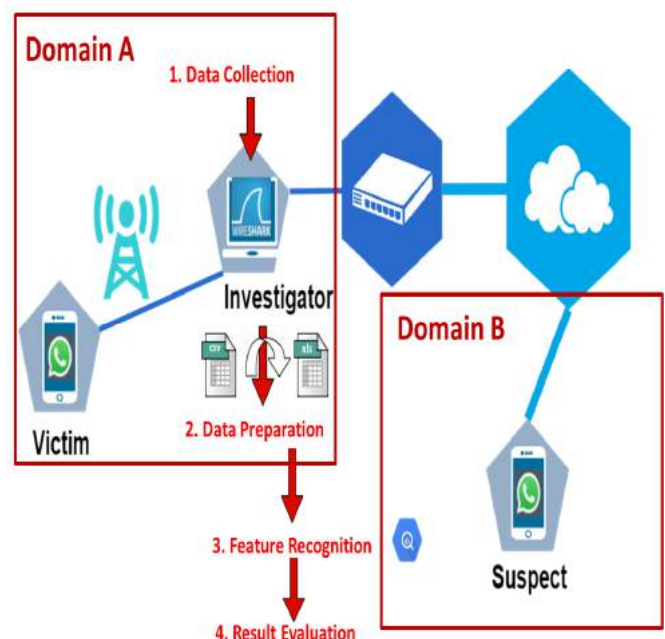 Domain A
1. Data Collection
WIRESHARK
Investigator
csv
xls
2. Data Preparation
Victim
Domain B
3. Feature Recognition
Suspect
4. Result Evaluation